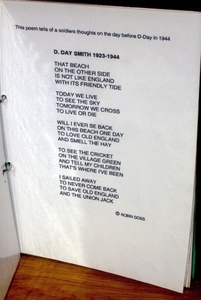 This poem tells of a soldiers thoughts on the day before D-Day in 1944
D. DAY SMITH 1923-1944
THAT BEACH
ON THE OTHER SIDE
IS NOT LIKE ENGLAND
WITH ITS FRIENDLY TIDE
TODAY WE LIVE
TO SEE THE SKY
TOMORROW WE CROSS
TO LIVE OR DIE
WILL I EVER BE BACK
ON THIS BEACH ONE DAY
TO LOVE OLD ENGLAND
AND SMELL THE HAY
TO SEE THE CRICKET
ON THE VILLAGE GREEN
AND TELL MY CHILDREN
THAT'S WHERE I'VE BEEN
I SAILED AWAY
TO NEVER COME BACK
TO SAVE OLD ENGLAND
AND THE UNION JACK
© ROBIN GOSS